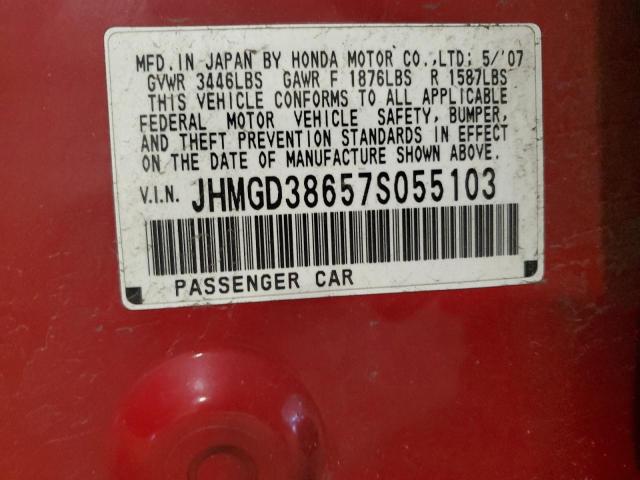 MFD. IN JAPAN BY HONDA MOTOR CO.,LTD; 5/'07
GVWR 3446LBS GAWR F 1876LBS R 1587LBS
THIS VEHICLE CONFORMS TO ALL APPLICABLE
FEDERAL MOTOR VEHICLE SAFETY, BUMPER,
AND THEFT PREVENTION STANDARDS IN EFFECT
ON THE DATE OF MANUFACTURE SHOWN ABOVE.
V.I.N. JHMGD38657S055103
PASSENGER CAR